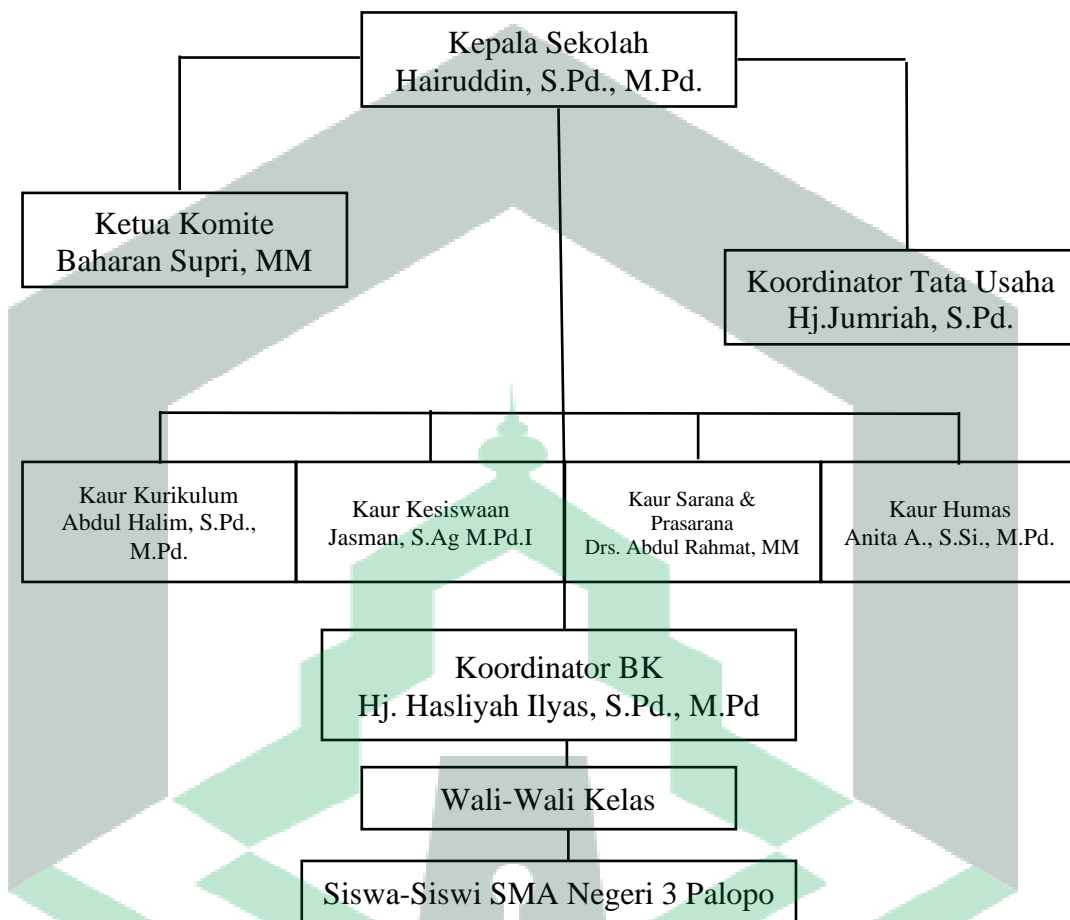 Kepala Sekolah
Hairuddin, S.Pd., M.Pd.
Ketua Komite
Baharan Supri, MM
Koordinator Tata Usaha
Hj.Jumriah, S.Pd.
Kaur Kurikulum
Abdul Halim, S.Pd.,
M.Pd.
Kaur Kesiswaan
Jasman, S.Ag M.Pd.I
Kaur Sarana &
Prasarana
Drs. Abdul Rahmat, MM
Kaur Humas
Anita A., S.Si., M.Pd.
Koordinator BK
Hj. Hasliyah Ilyas, S.Pd., M.Pd
Wali-Wali Kelas
Siswa-Siswi SMA Negeri 3 Palopo